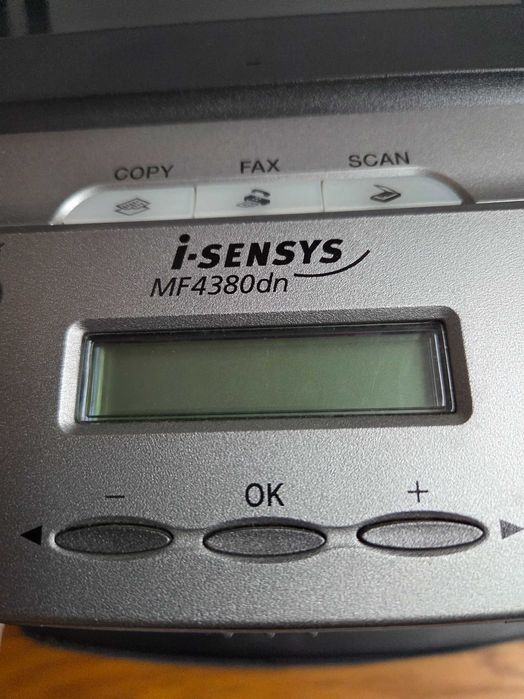 COPY FAX SCAN
i-SENSYS
MF4380dn
− OK +